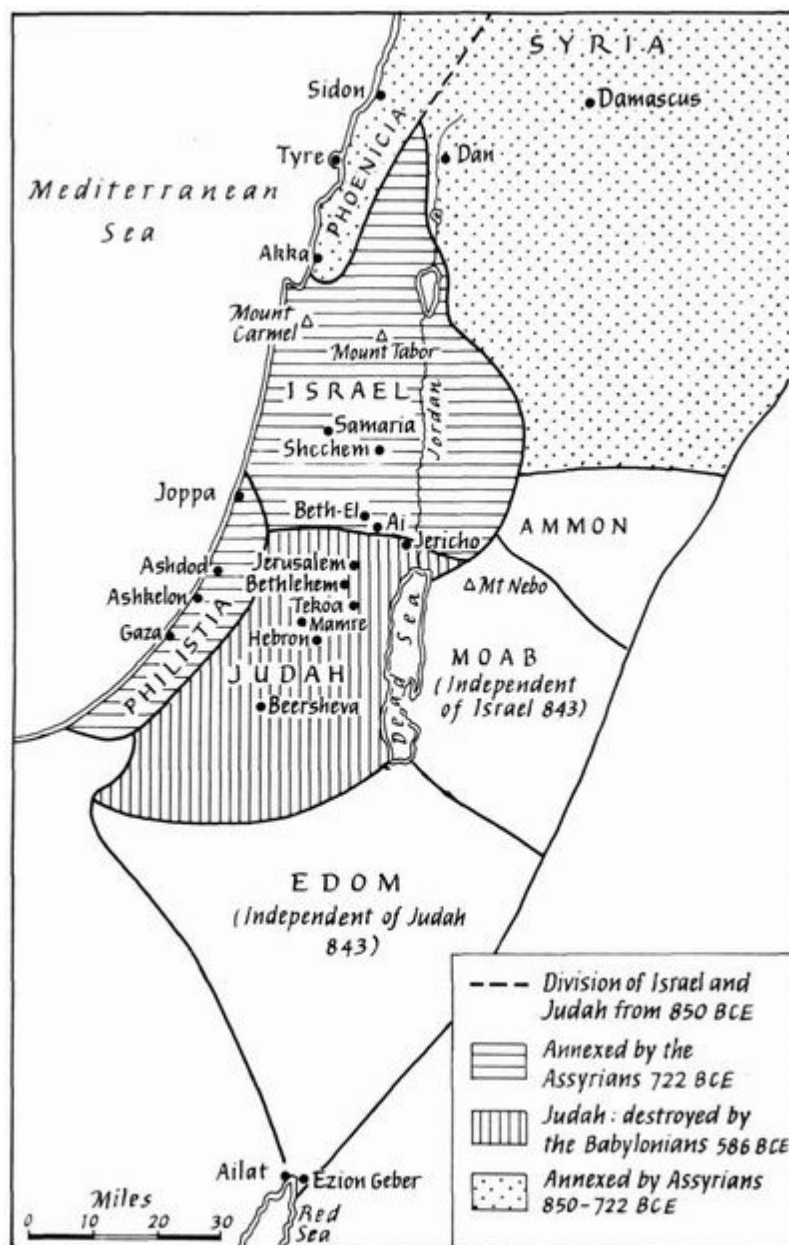 SYRIA
Sidon
Damascus
Tyre
Dan
PHOENICIA
Mediterranean
Sea
Akka
Mount
Carmel
Mount Tabor
ISRAEL
Jordan
Samaria
Shechem
Joppa
Beth-El
Ai
AMMON
Jericho
Ashdod
Jerusalem
Bethlehem
Mt Nebo
Ashkelon
Tekoa
Mamre
Gaza
Hebron
Dead Sea
PHILISTIA
JUDAH
MOAB
(Independent
of Israel 843)
Beersheva
EDOM
(Independent of Judah
843)
Division of Israel and
Judah from 850 BCE
Annexed by the
Assyrians 722 BCE
Judah: destroyed by
the Babylonians 586 BCE
Annexed by Assyrians
850-722 BCE
Ailat
Ezion Geber
Red
Sea
Miles
0 10 20 30